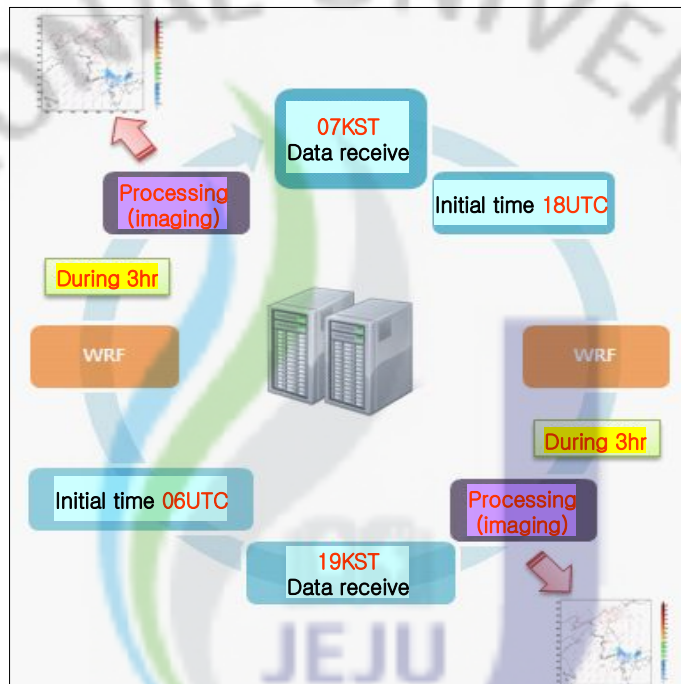 07KST
Data receive
Initial time 18UTC
WRF
During 3hr
Processing
(imaging)
19KST
Data receive
Initial time 06UTC
WRF
During 3hr
Processing
(imaging)
JEJU